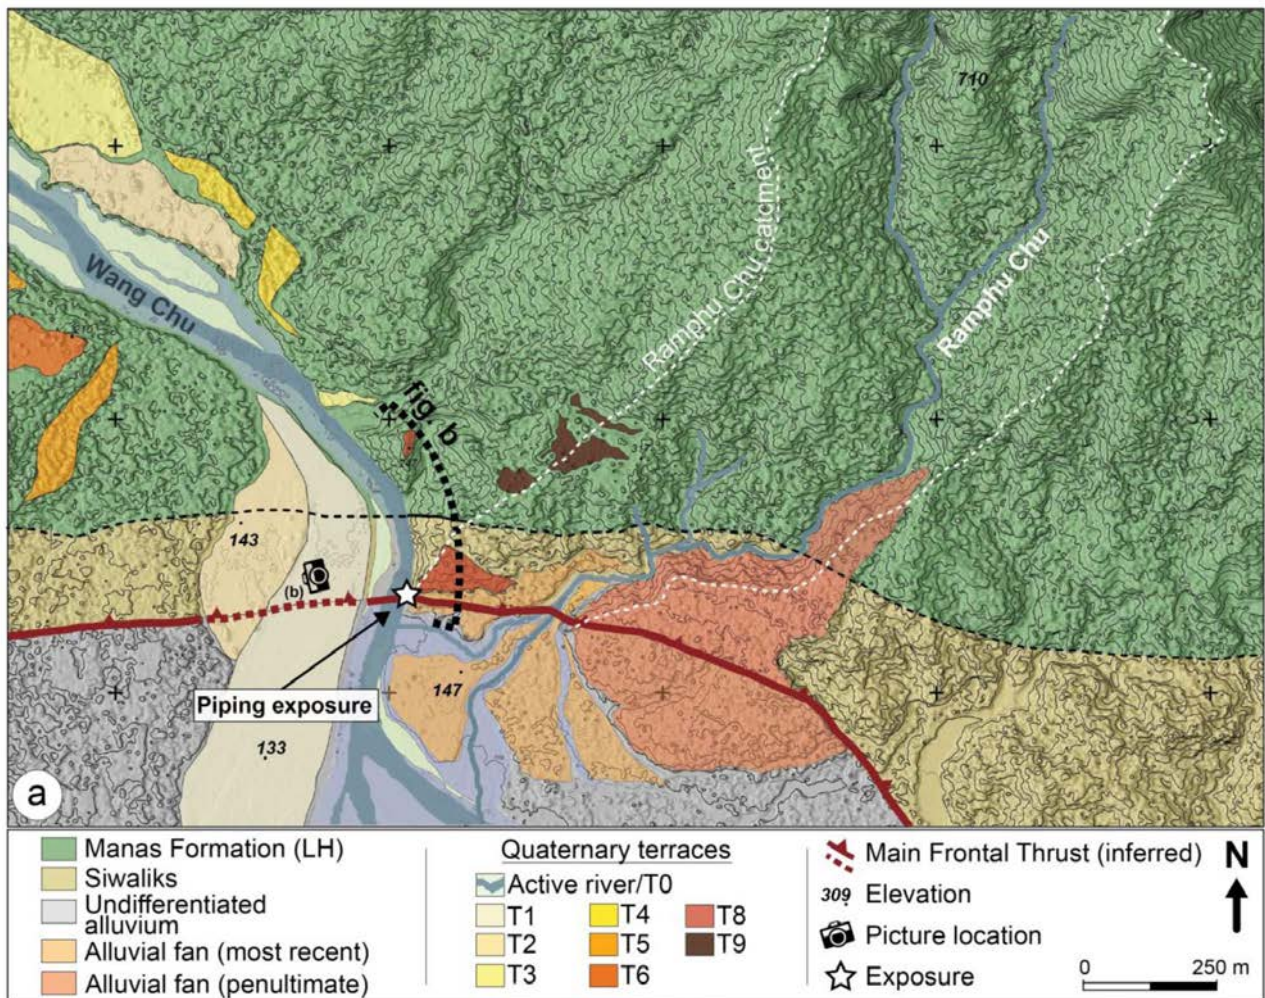 710
Ramphu Chu catcment
Ramphu Chu
Wang Chu
fig. b
143
(b)
147
Piping exposure
133
a
Manas Formation (LH)
Siwaliks
Undifferentiated
alluvium
Alluvial fan (most recent)
Alluvial fan (penultimate)
Quaternary terraces
Active river/T0
T1
T2
T3
T4
T5
T6
T8
T9
Main Frontal Thrust (inferred)
309 Elevation
Picture location
Exposure
N
0 250 m